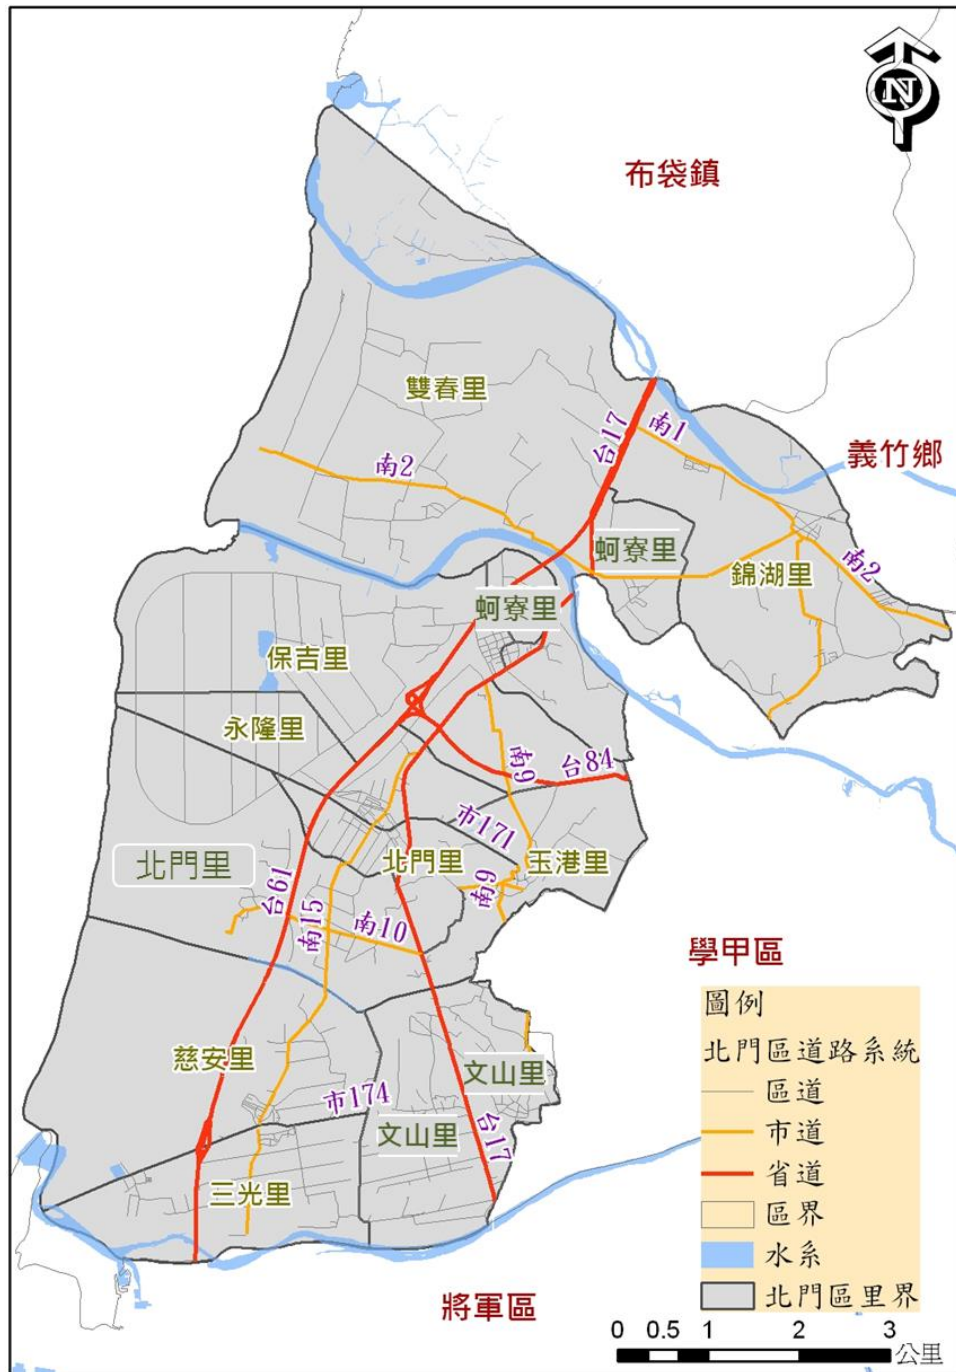 N
布袋鎮
雙春里
台17
南1
義竹鄉
南2
蚵寮里
錦湖里
南2
蚵寮里
保吉里
永隆里
南9
台84
市171
北門里
北門里
玉港里
台61
南15
南9
南10
學甲區
慈安里
文山里
市174
文山里
台17
三光里
將軍區
圖例
北門區道路系統
區道
市道
省道
區界
水系
北門區里界
0 0.5 1 2 3
公里